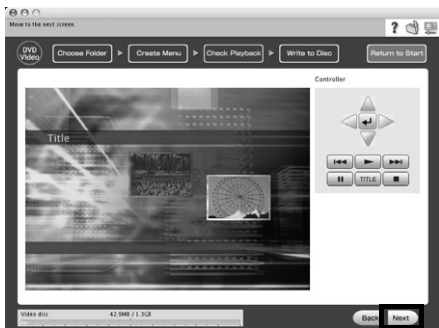 Move to the next screen.
DVD Video
Choose Folder
Create Menu
Check Playback
Write to Disc
Return to Start
Controller
Title
TITLE
Video disc 42.9MB / 1.3GB
Back
Next